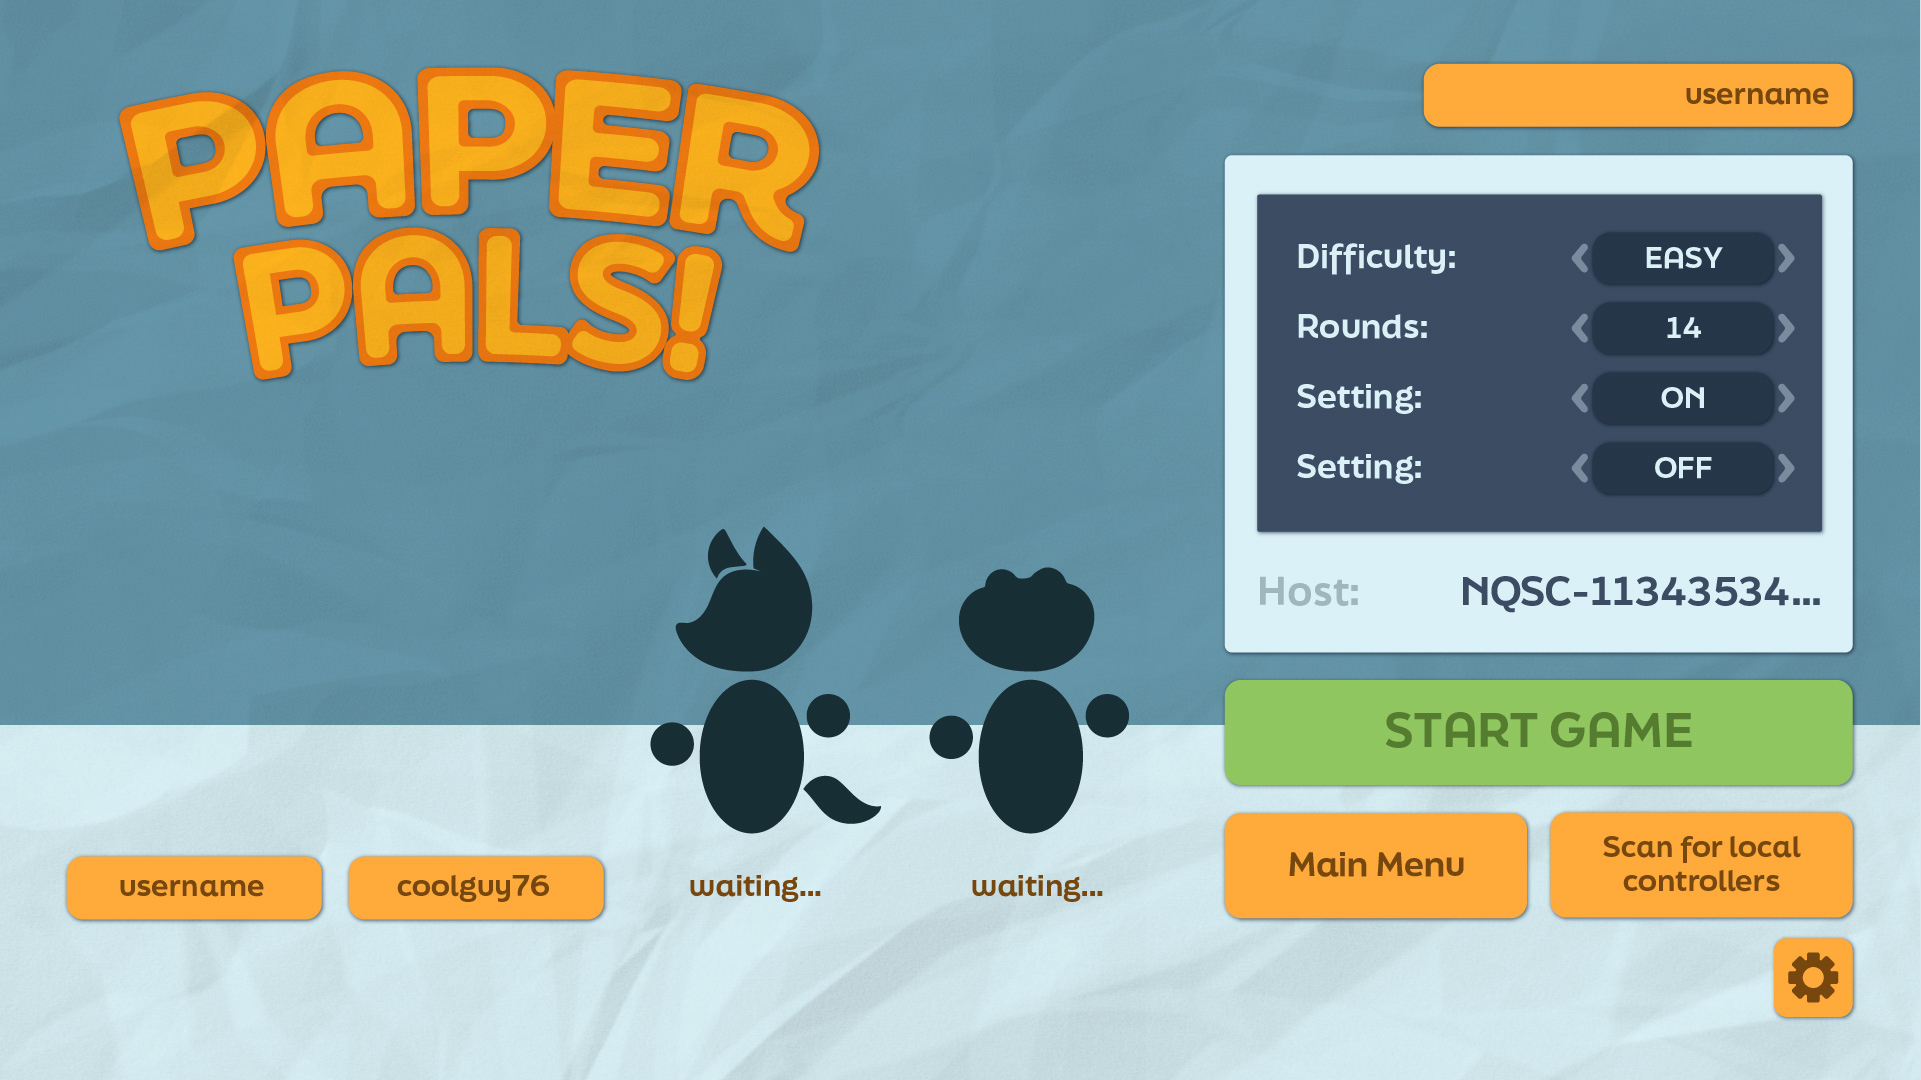 PAPER
PALS!
username
Difficulty: EASY
Rounds: 14
Setting: ON
Setting: OFF
Host: NQSC-11343534...
START GAME
Main Menu
Scan for local
controllers
username
coolguy76
waiting...
waiting...